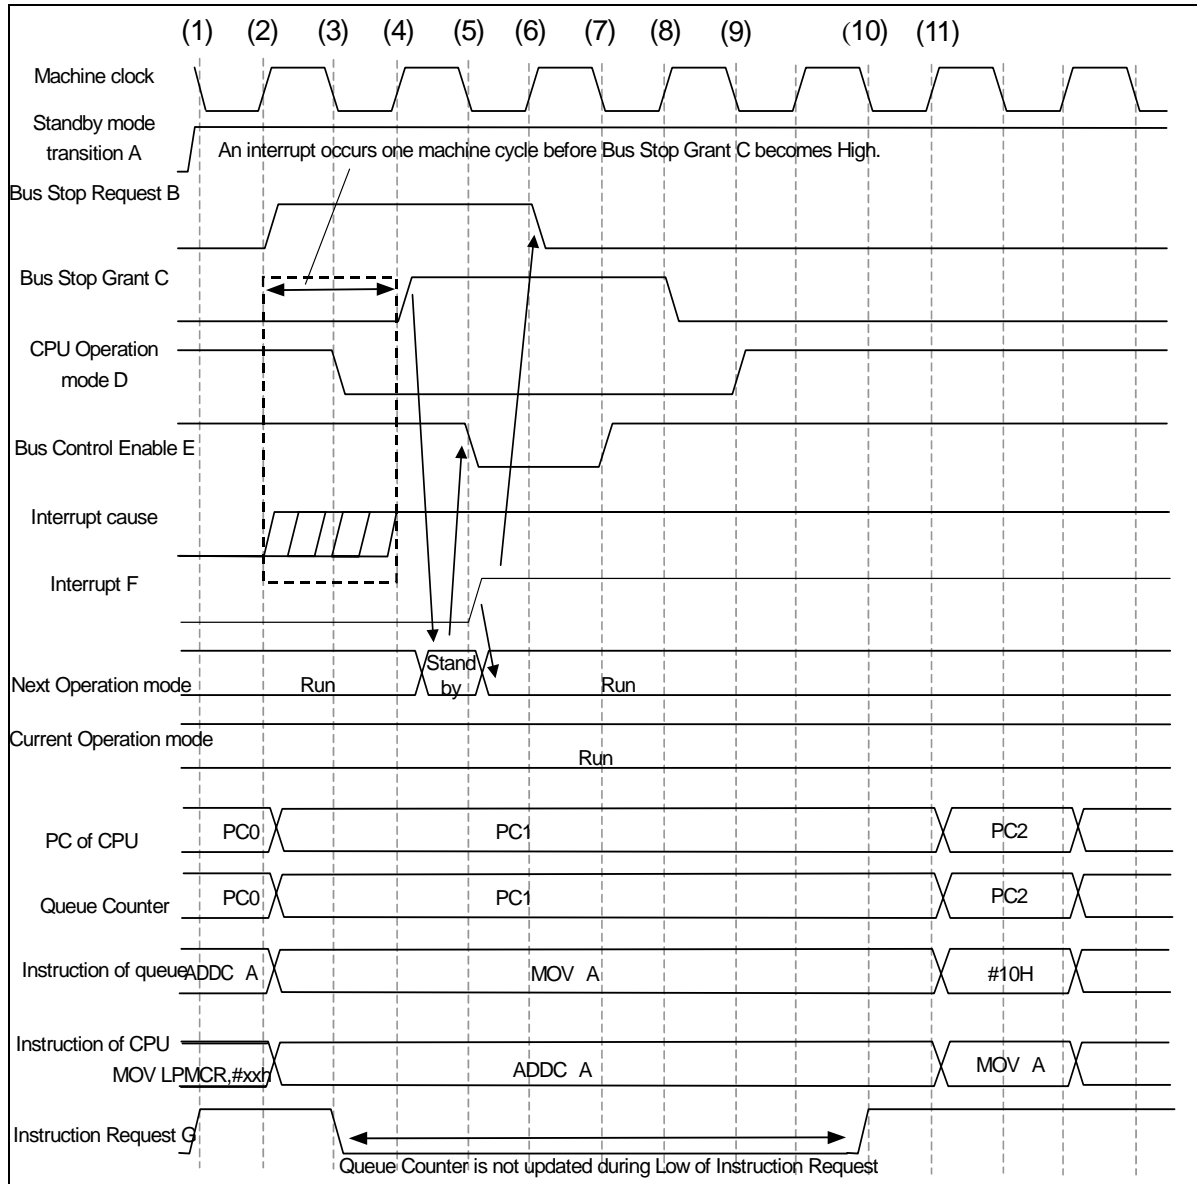 (1) (2) (3) (4) (5) (6) (7) (8) (9) (10) (11)
Machine clock
Standby mode
transition A
An interrupt occurs one machine cycle before Bus Stop Grant C becomes High.
Bus Stop Request B
Bus Stop Grant C
CPU Operation
mode D
Bus Control Enable E
Interrupt cause
Interrupt F
Next Operation mode
Run
Stand
by
Run
Current Operation mode
Run
PC of CPU
PC0
PC1
PC2
Queue Counter
PC0
PC1
PC2
Instruction of queue
ADDC A
MOV A
#10H
Instruction of CPU
MOV LPMCR,#xxh
ADDC A
MOV A
Instruction Request G
Queue Counter is not updated during Low of Instruction Request